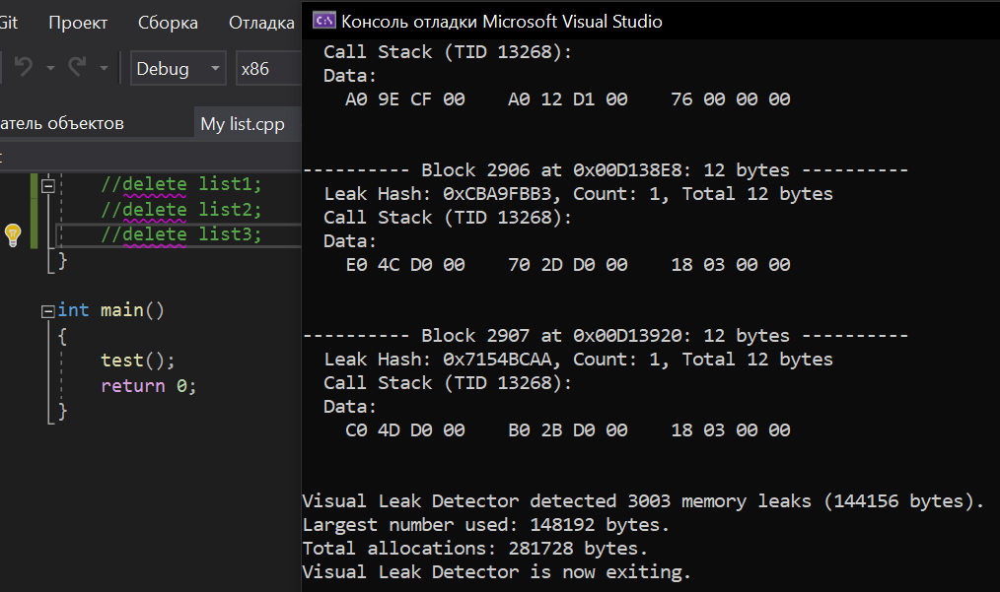 Git Проект Сборка Отладка
Debug x86
атель объектов My list.cpp
//delete list1;
//delete list2;
//delete list3;
}
int main()
{
test();
return 0;
}
Консоль отладки Microsoft Visual Studio
Call Stack (TID 13268):
Data:
A0 9E CF 00 A0 12 D1 00 76 00 00 00
---------- Block 2906 at 0x00D138E8: 12 bytes ----------
Leak Hash: 0xCBA9FBB3, Count: 1, Total 12 bytes
Call Stack (TID 13268):
Data:
E0 4C D0 00 70 2D D0 00 18 03 00 00
---------- Block 2907 at 0x00D13920: 12 bytes ----------
Leak Hash: 0x7154BCAA, Count: 1, Total 12 bytes
Call Stack (TID 13268):
Data:
C0 4D D0 00 B0 2B D0 00 18 03 00 00
Visual Leak Detector detected 3003 memory leaks (144156 bytes).
Largest number used: 148192 bytes.
Total allocations: 281728 bytes.
Visual Leak Detector is now exiting.